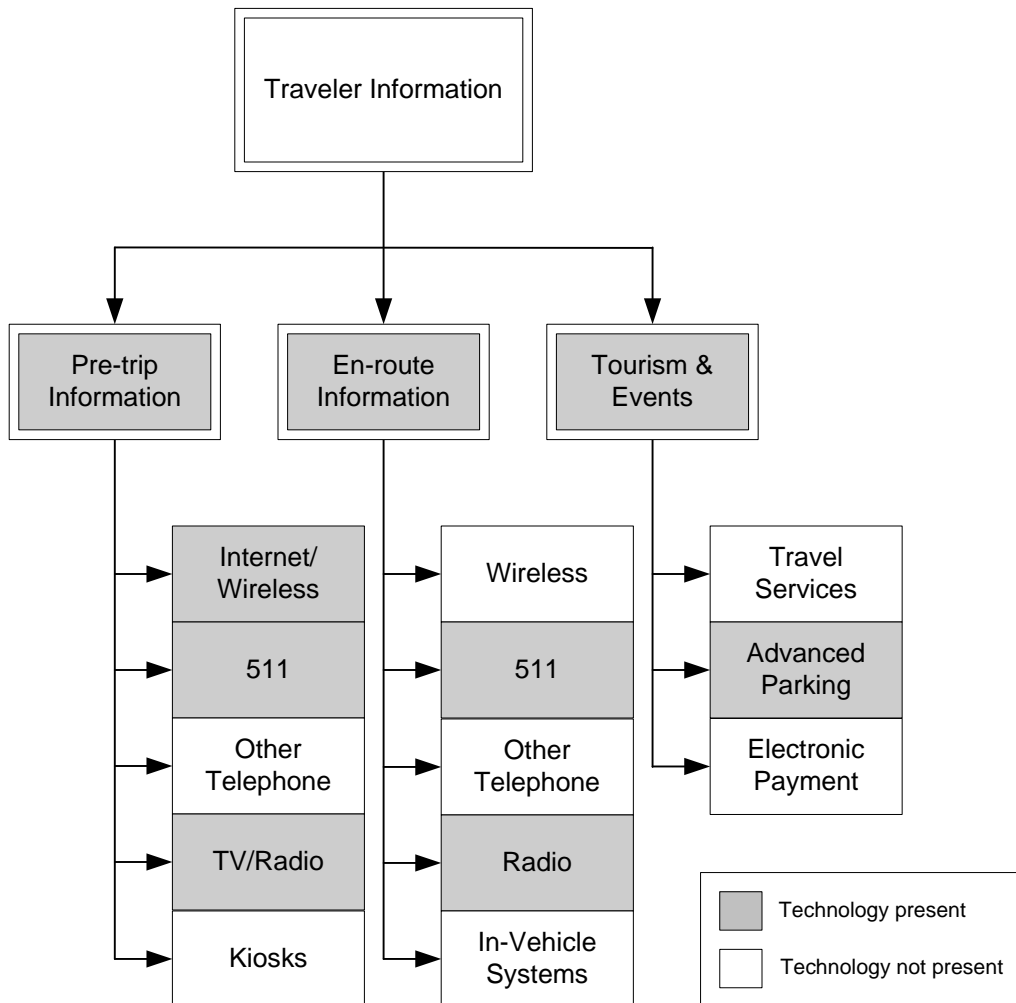 Traveler Information
Pre-trip
Information
En-route
Information
Tourism &
Events
Internet/
Wireless
511
Other
Telephone
TV/Radio
Kiosks
Wireless
511
Other
Telephone
Radio
In-Vehicle
Systems
Travel
Services
Advanced
Parking
Electronic
Payment
Technology present
Technology not present